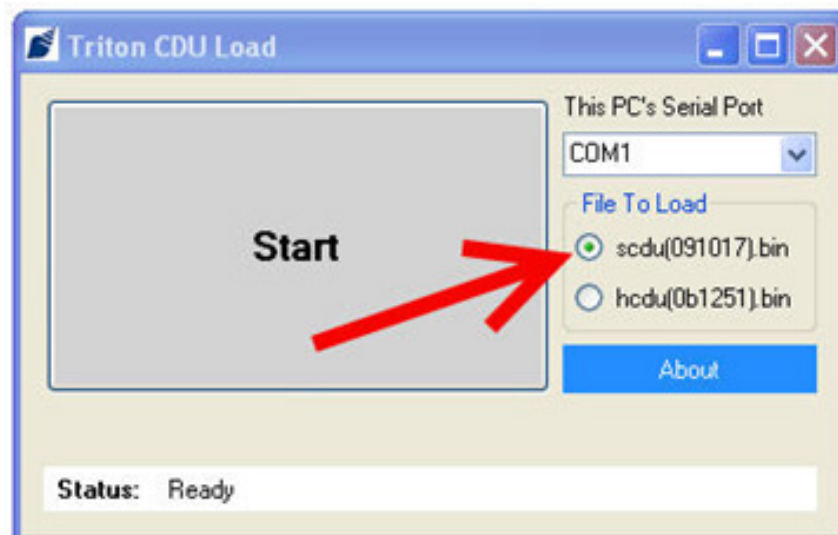 Triton CDU Load
This PC's Serial Port
COM1
Start
File To Load
scdu(091017).bin
hcdu(0b1251).bin
About
Status: Ready